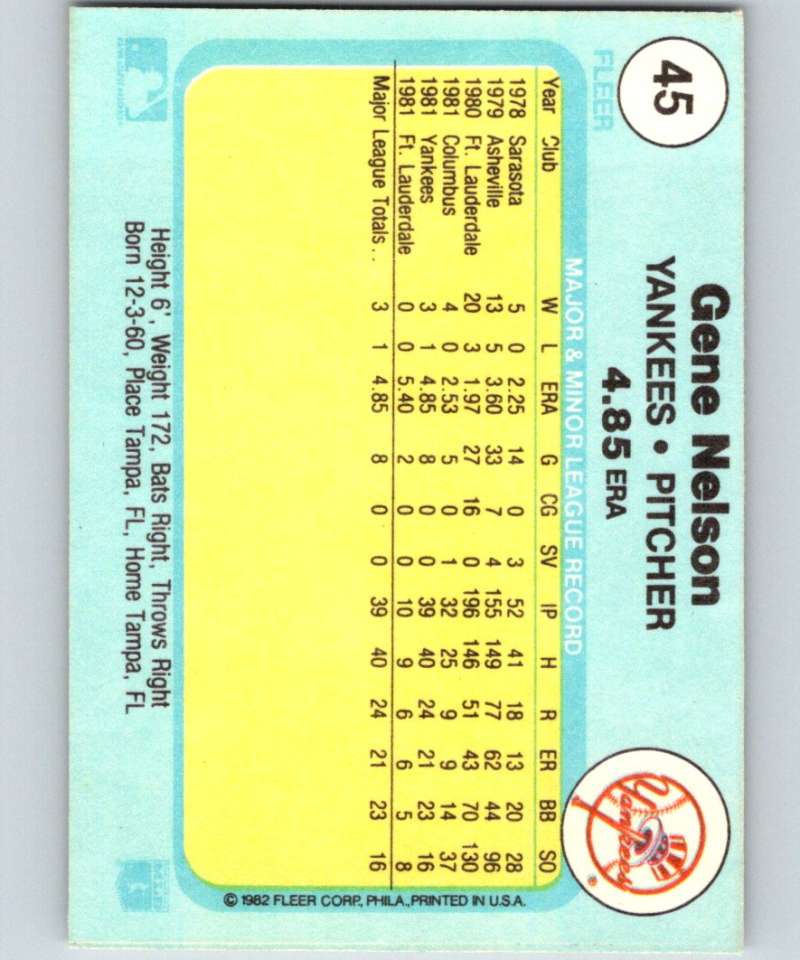 45
FLEER
Gene Nelson
YANKEES • PITCHER
4.85 ERA
Yankees
MAJOR & MINOR LEAGUE RECORD
Year Club W L ERA G CG SV IP H R ER BB SO
1978 Sarasota 5 0 2.25 14 0 3 52 41 18 13 20 28
1979 Asheville 13 5 3.60 33 7 4 155 149 77 62 44 96
1980 Ft. Lauderdale 20 3 1.97 27 16 0 196 146 51 43 70 130
1981 Columbus 4 0 2.53 5 0 1 32 25 9 9 14 37
1981 Yankees 3 1 4.85 8 0 0 39 40 24 21 23 16
1981 Ft. Lauderdale 0 0 5.40 2 0 0 10 9 6 6 5 8
Major League Totals... 3 1 4.85 8 0 0 39 40 24 21 23 16
Height 6', Weight 172, Bats Right, Throws Right
Born 12-3-60, Place Tampa, FL, Home Tampa, FL
© 1982 FLEER CORP., PHILA., PRINTED IN U.S.A.